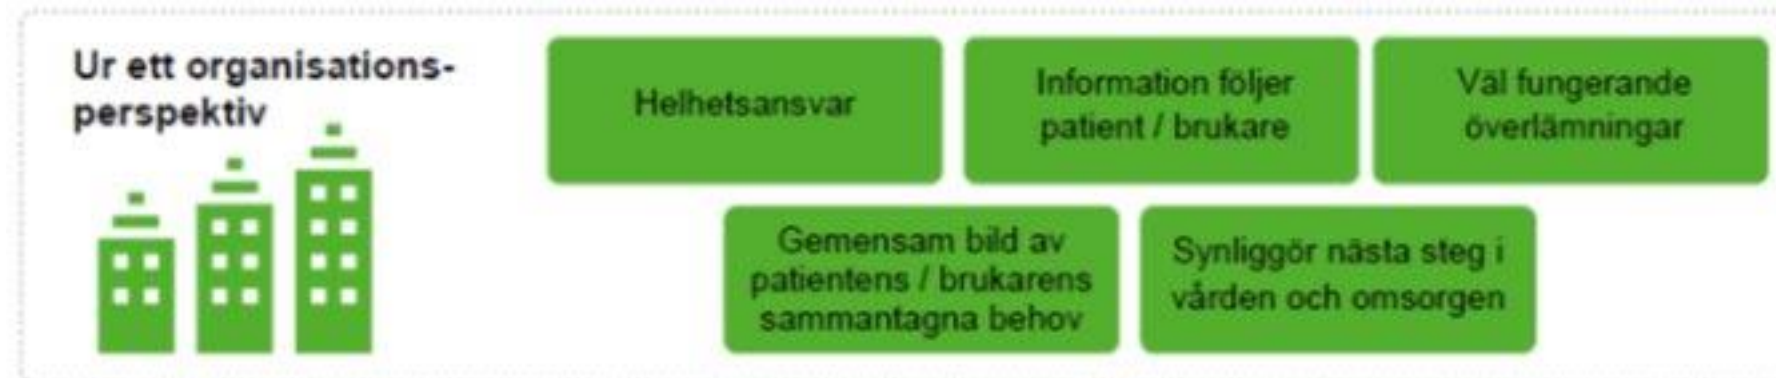 Ur ett organisations-
perspektiv
Helhetsansvar
Information följer
patient / brukare
Väl fungerande
överlämningar
Gemensam bild av
patientens / brukarens
sammantagna behov
Synliggör nästa steg i
vården och omsorgen